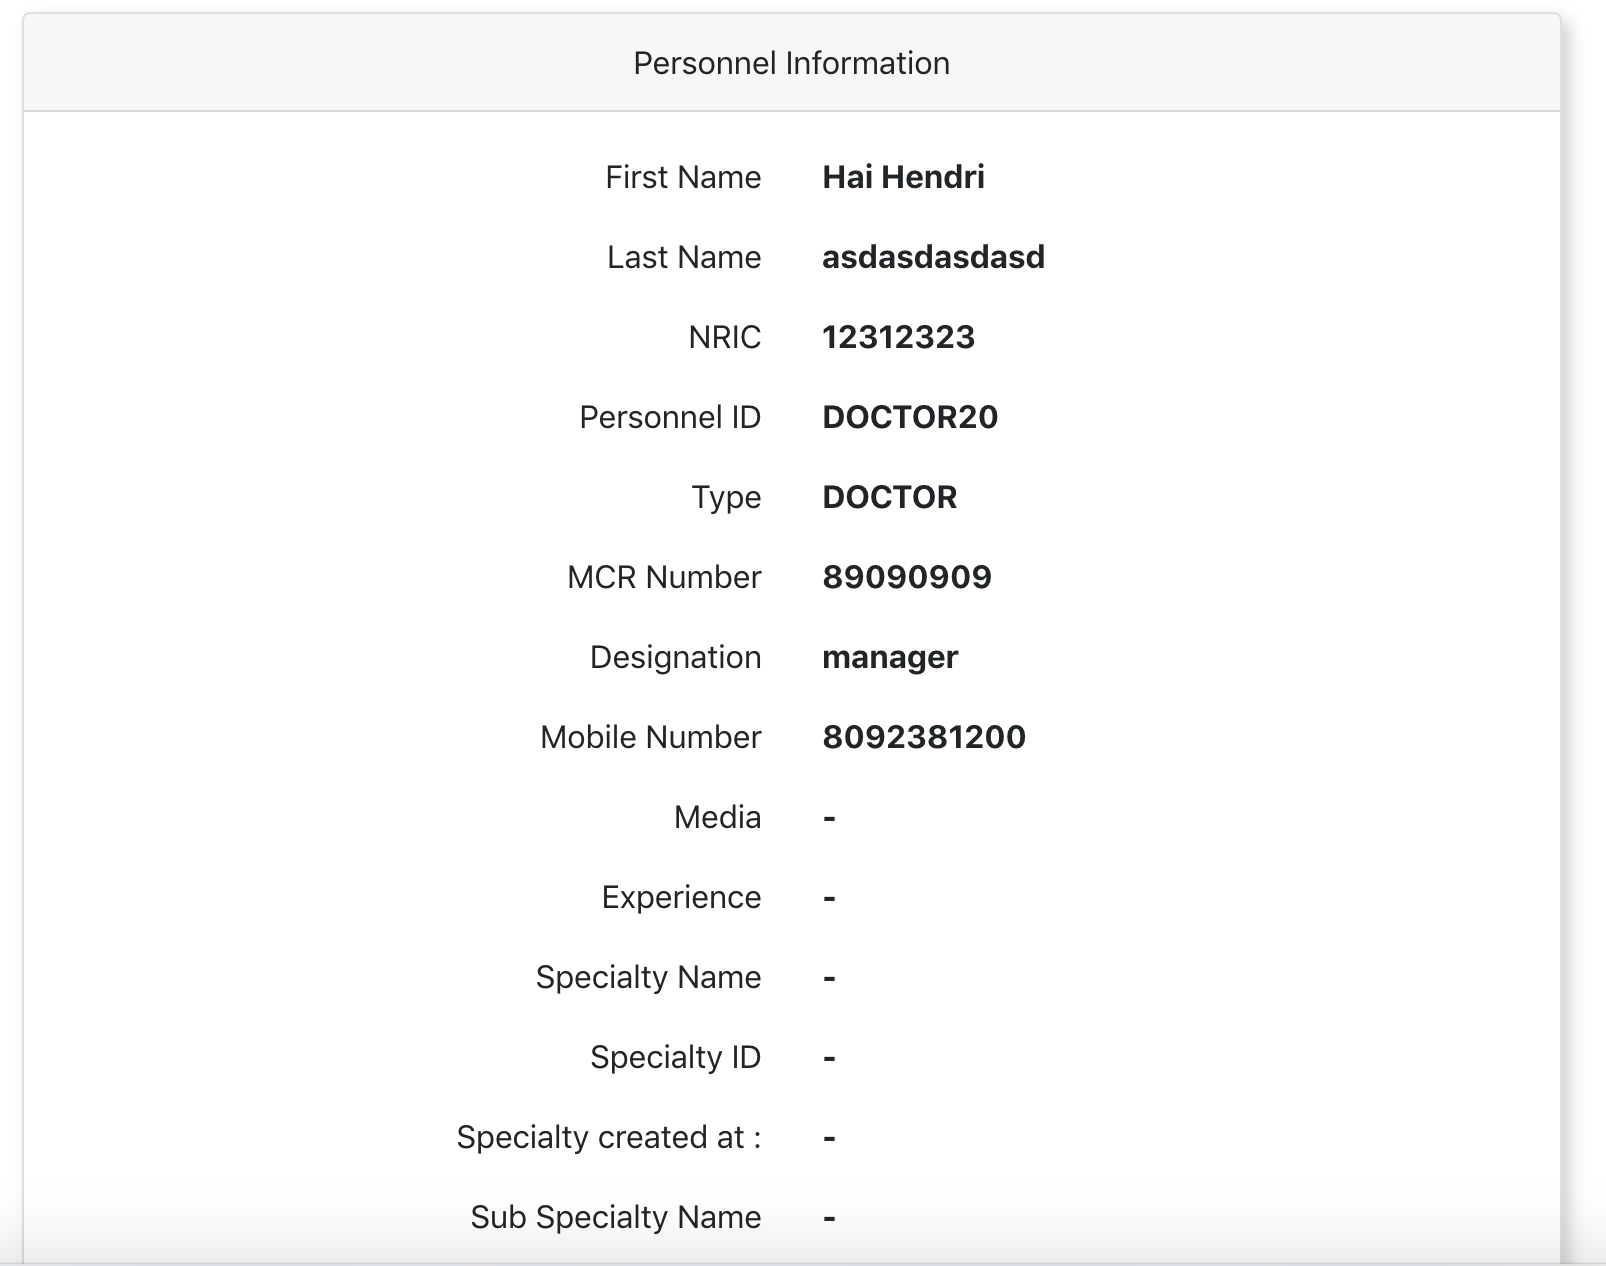 Personnel Information
First Name Hai Hendri
Last Name asdasdasdasd
NRIC 12312323
Personnel ID DOCTOR20
Type DOCTOR
MCR Number 89090909
Designation manager
Mobile Number 8092381200
Media -
Experience -
Specialty Name -
Specialty ID -
Specialty created at : -
Sub Specialty Name -